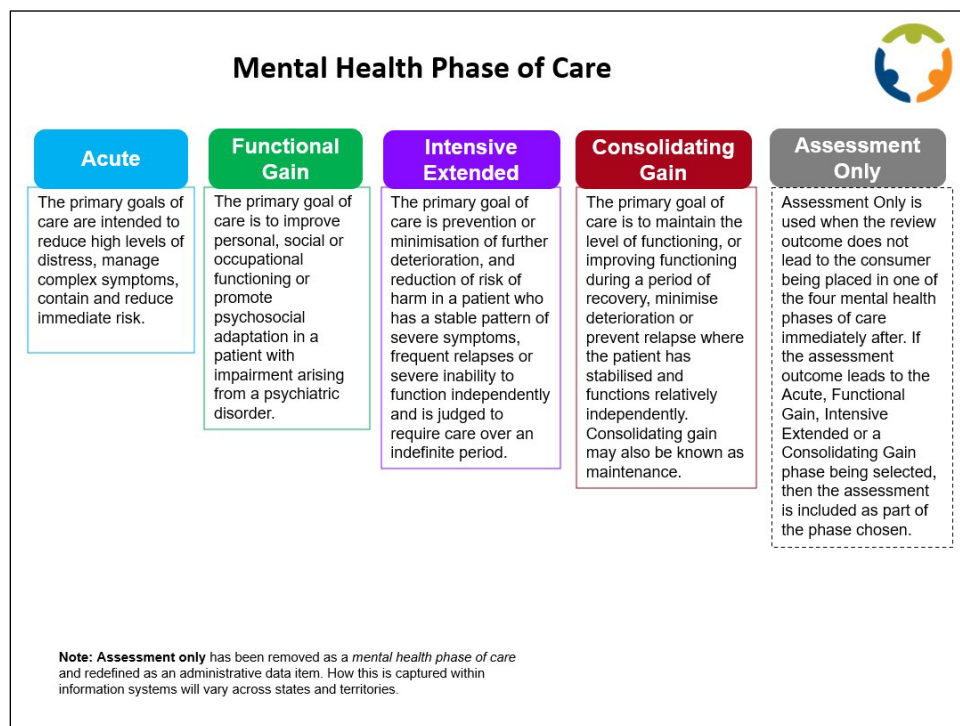 Mental Health Phase of Care
Acute
The primary goals of
care are intended to
reduce high levels of
distress, manage
complex symptoms,
contain and reduce
immediate risk.
Functional
Gain
The primary goal of
care is to improve
personal, social or
occupational
functioning or
promote
psychosocial
adaptation in a
patient with
impairment arising
from a psychiatric
disorder.
Intensive
Extended
The primary goal of
care is prevention or
minimisation of further
deterioration, and
reduction of risk of
harm in a patient who
has a stable pattern of
severe symptoms,
frequent relapses or
severe inability to
function independently
and is judged to
require care over an
indefinite period.
Consolidating
Gain
The primary goal of
care is to maintain the
level of functioning, or
improving functioning
during a period of
recovery, minimise
deterioration or
prevent relapse where
the patient has
stabilised and
functions relatively
independently.
Consolidating gain
may also be known as
maintenance.
Assessment
Only
Assessment Only is
used when the review
outcome does not
lead to the consumer
being placed in one of
the four mental health
phases of care
immediately after. If
the assessment
outcome leads to the
Acute, Functional
Gain, Intensive
Extended or a
Consolidating Gain
phase being selected,
then the assessment
is included as part of
the phase chosen.
Note: Assessment only has been removed as a mental health phase of care
and redefined as an administrative data item. How this is captured within
information systems will vary across states and territories.